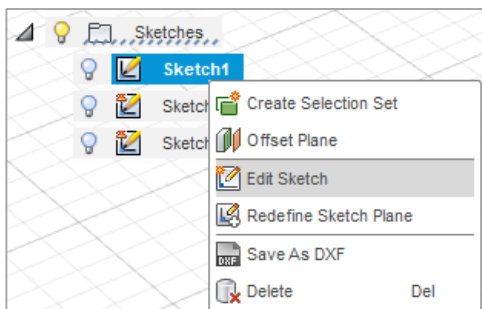 Sketches
Sketch1
Create Selection Set
Sketch
Offset Plane
Sketch
Edit Sketch
Redefine Sketch Plane
DXF Save As DXF
Delete Del